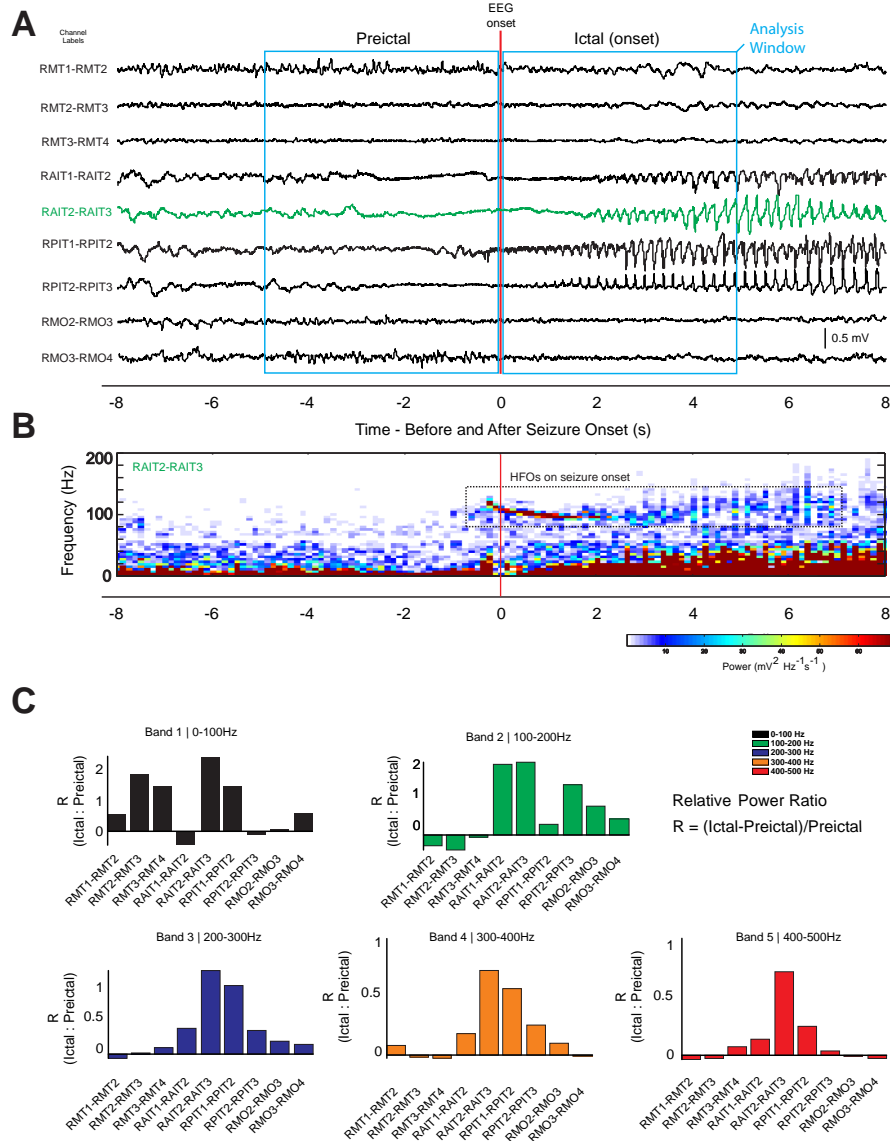 A
Channel
Labels
EEG
onset
Preictal
Ictal (onset)
Analysis
Window
RMT1-RMT2
RMT2-RMT3
RMT3-RMT4
RAIT1-RAIT2
RAIT2-RAIT3
RPIT1-RPIT2
RPIT2-RPIT3
RMO2-RMO3
RMO3-RMO4
0.5 mV
-8 -6 -4 -2 0 2 4 6 8
Time - Before and After Seizure Onset (s)
B
RAIT2-RAIT3
HFOs on seizure onset
Frequency (Hz)
200
100
0
-8 -6 -4 -2 0 2 4 6 8
10 20 30 40 50 60
Power (mV² Hz⁻¹s⁻¹)
C
Band 1 | 0-100Hz
R
(Ictal : Preictal)
2
1
0
RMT1-RMT2
RMT2-RMT3
RMT3-RMT4
RAIT1-RAIT2
RAIT2-RAIT3
RPIT1-RPIT2
RPIT2-RPIT3
RMO2-RMO3
RMO3-RMO4
Band 2 | 100-200Hz
R
(Ictal : Preictal)
2
1
0
RMT1-RMT2
RMT2-RMT3
RMT3-RMT4
RAIT1-RAIT2
RAIT2-RAIT3
RPIT1-RPIT2
RPIT2-RPIT3
RMO2-RMO3
RMO3-RMO4
0-100 Hz
100-200 Hz
200-300 Hz
300-400 Hz
400-500 Hz
Relative Power Ratio
R = (Ictal-Preictal)/Preictal
Band 3 | 200-300Hz
R
(Ictal : Preictal)
1
0.5
0
RMT1-RMT2
RMT2-RMT3
RMT3-RMT4
RAIT1-RAIT2
RAIT2-RAIT3
RPIT1-RPIT2
RPIT2-RPIT3
RMO2-RMO3
RMO3-RMO4
Band 4 | 300-400Hz
R
(Ictal : Preictal)
1
0.5
0
RMT1-RMT2
RMT2-RMT3
RMT3-RMT4
RAIT1-RAIT2
RAIT2-RAIT3
RPIT1-RPIT2
RPIT2-RPIT3
RMO2-RMO3
RMO3-RMO4
Band 5 | 400-500Hz
R
(Ictal : Preictal)
1
0.5
0
RMT1-RMT2
RMT2-RMT3
RMT3-RMT4
RAIT1-RAIT2
RAIT2-RAIT3
RPIT1-RPIT2
RPIT2-RPIT3
RMO2-RMO3
RMO3-RMO4